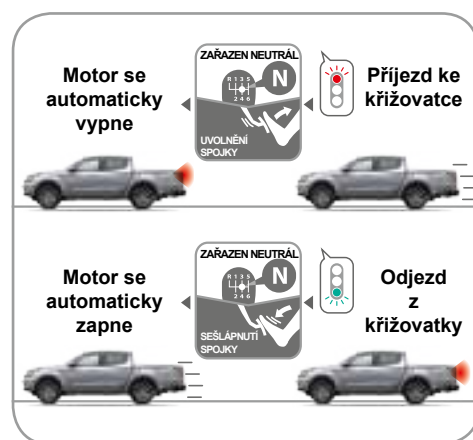 Motor se
automaticky
vypne
ZAŘAZEN NEUTRÁL
R 1 3 5
2 4 6
N
UVOLNĚNÍ
SPOJKY
Příjezd ke
křižovatce
Motor se
automaticky
zapne
ZAŘAZEN NEUTRÁL
R 1 3 5
2 4 6
N
SEŠLÁPNUTÍ
SPOJKY
Odjezd
z
křižovatky